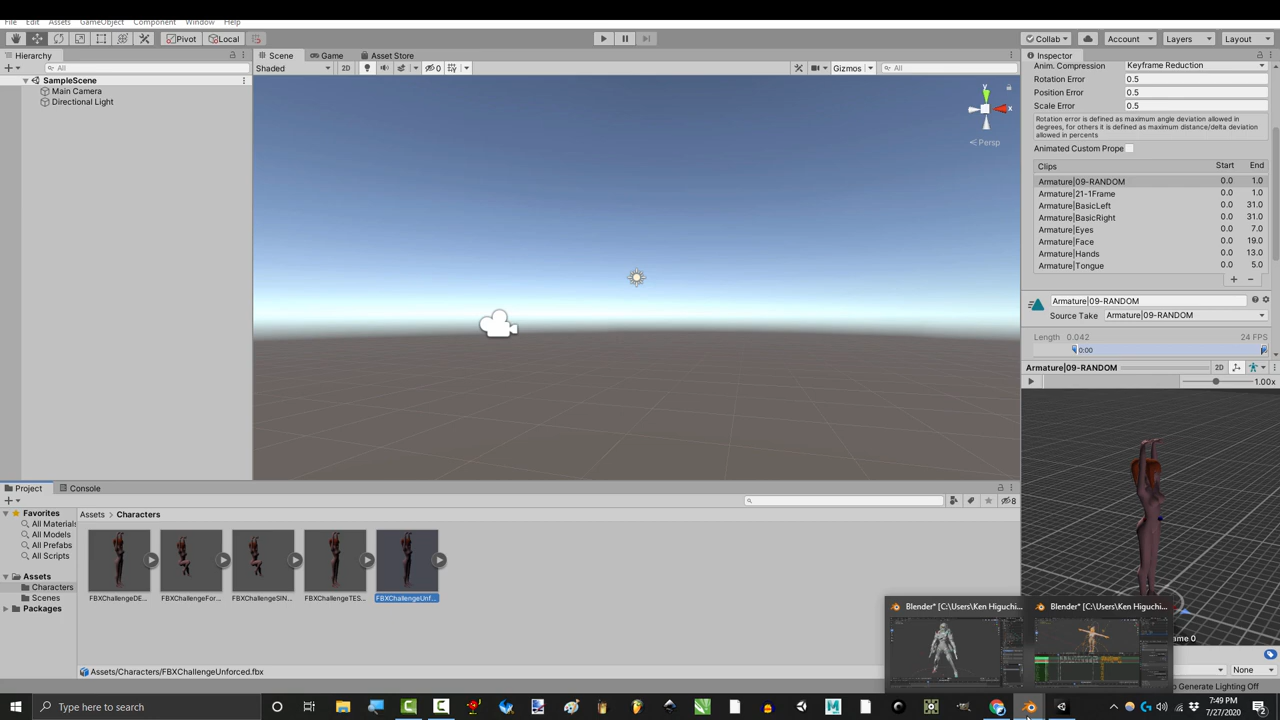 File Edit Assets GameObject Component Window Help
Pivot Local Collab Account Layers Layout
Hierarchy
All
SampleScene
Main Camera
Directional Light
Scene Game Asset Store
Shaded 2D 0 Gizmos All
y
x
Persp
Inspector
Anim. Compression Keyframe Reduction
Rotation Error 0.5
Position Error 0.5
Scale Error 0.5
Rotation error is defined as maximum angle deviation allowed in
degrees, for others it is defined as maximum distance/delta deviation
allowed in percents
Animated Custom Prope
Clips Start End
Armature|09-RANDOM 0.0 1.0
Armature|21-1Frame 0.0 1.0
Armature|BasicLeft 0.0 31.0
Armature|BasicRight 0.0 31.0
Armature|Eyes 0.0 7.0
Armature|Face 0.0 19.0
Armature|Hands 0.0 13.0
Armature|Tongue 0.0 5.0
Armature|09-RANDOM
Source Take Armature|09-RANDOM
Length 0.042 24 FPS
0:00
Armature|09-RANDOM 2D
1.00x
Project Console
8
Favorites
All Materials
All Models
All Prefabs
All Scripts
Assets
Characters
Scenes
Packages
Assets > Characters
FBXChallengeDE... FBXChallengeFor... FBXChallengeSIN... FBXChallengeTES... FBXChallengeUnf...
Assets/Characters/FBXChallengeUnforced.fbx
Blender* [C:\Users\Ken Higuchi... Blender* [C:\Users\Ken Higuchi...
me 0
None
Generate Lighting Off
Type here to search
7:49 PM
7/27/2020